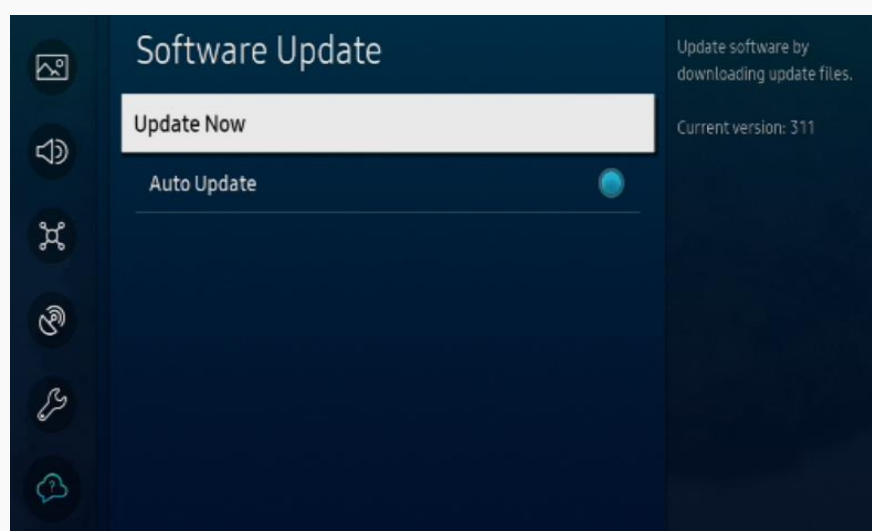 Software Update
Update Now
Auto Update
Update software by
downloading update files.
Current version: 311